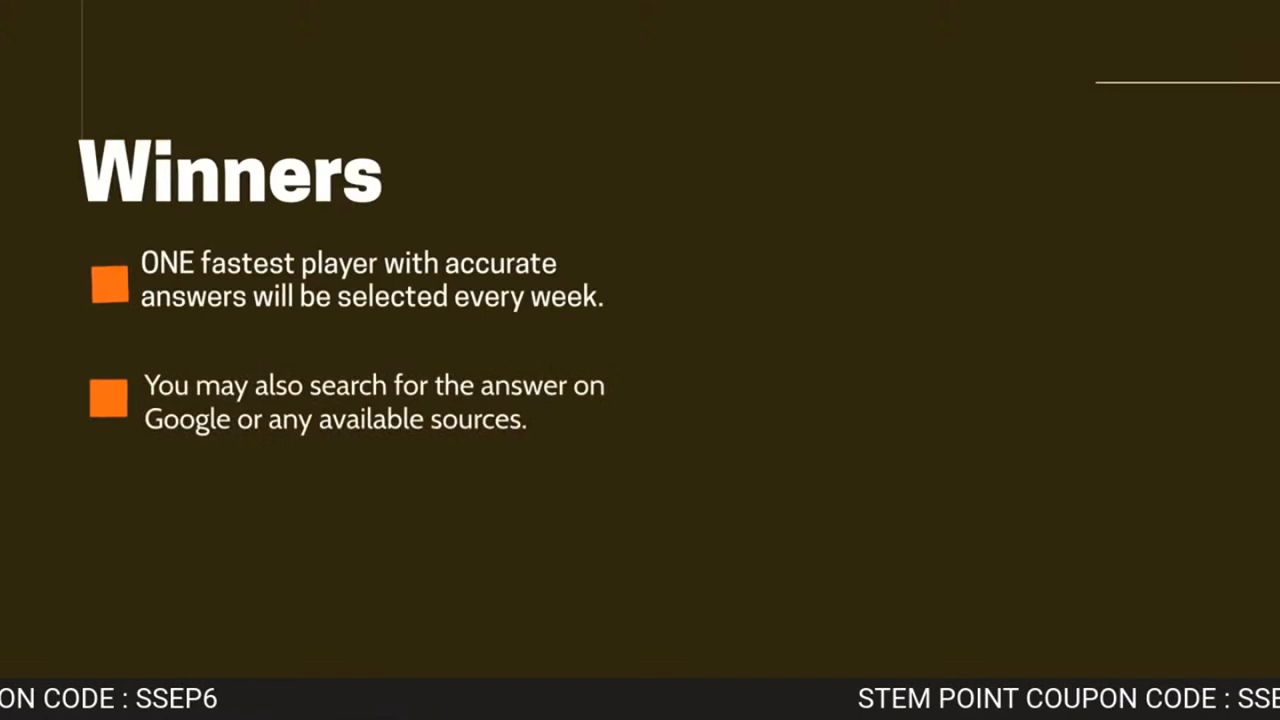 Winners
ONE fastest player with accurate
answers will be selected every week.
You may also search for the answer on
Google or any available sources.
ON CODE : SSEP6
STEM POINT COUPON CODE : SSE